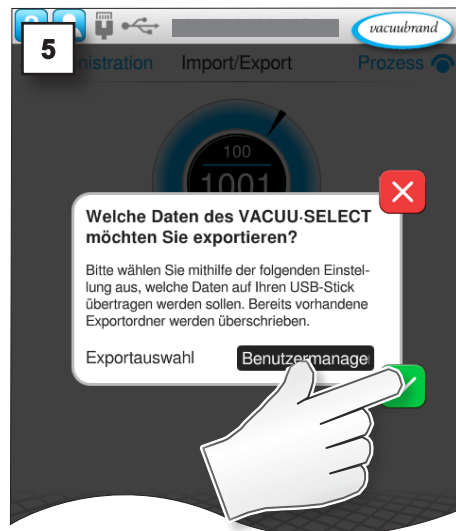 5
vacuubrand
nistration Import/Export Prozess
100
1001
Welche Daten des VACUU·SELECT
möchten Sie exportieren?
Bitte wählen Sie mithilfe der folgenden Einstel-
lung aus, welche Daten auf Ihren USB-Stick
übertragen werden sollen. Bereits vorhandene
Exportordner werden überschrieben.
Exportauswahl Benutzermanage